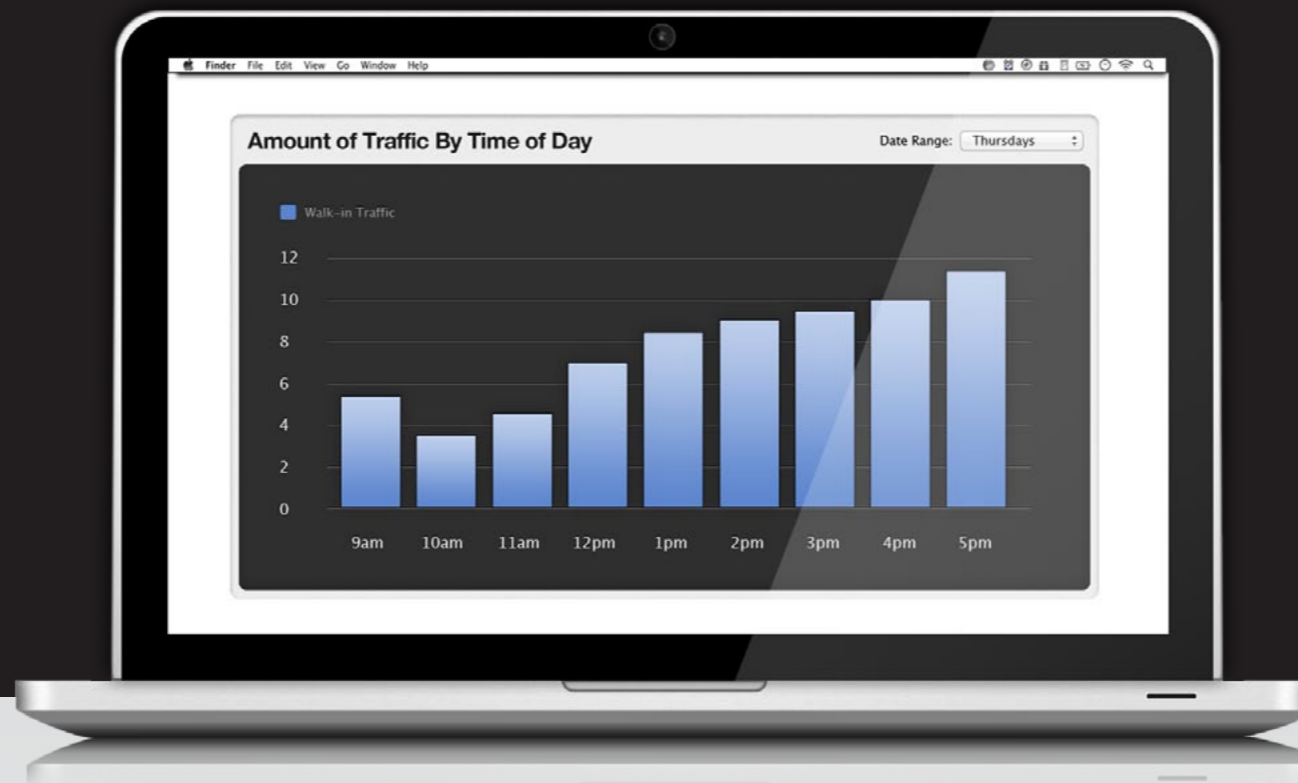 Finder File Edit View Go Window Help
Amount of Traffic By Time of Day
Date Range: Thursdays
Walk-in Traffic
12
10
8
6
4
2
0
9am 10am 11am 12pm 1pm 2pm 3pm 4pm 5pm